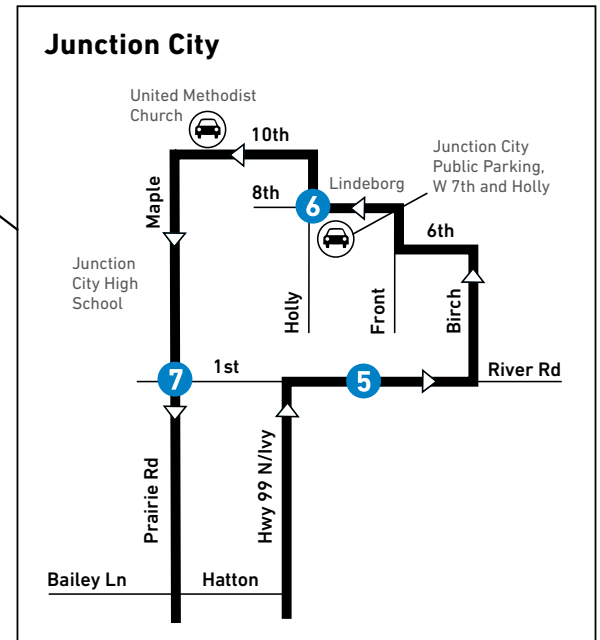 Junction City
United Methodist
Church
10th
Junction City
Public Parking,
W 7th and Holly
8th
6
Lindeborg
Maple
6th
Junction
City High
School
Holly
Front
Birch
7
1st
5
River Rd
Prairie Rd
Hwy 99 N/Ivy
Bailey Ln
Hatton